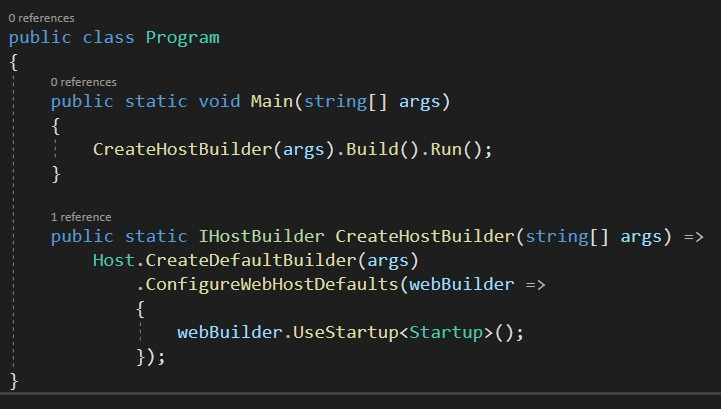 0 references
public class Program
{
0 references
public static void Main(string[] args)
{
CreateHostBuilder(args).Build().Run();
}
1 reference
public static IHostBuilder CreateHostBuilder(string[] args) =>
Host.CreateDefaultBuilder(args)
.ConfigureWebHostDefaults(webBuilder =>
{
webBuilder.UseStartup<Startup>();
});
}